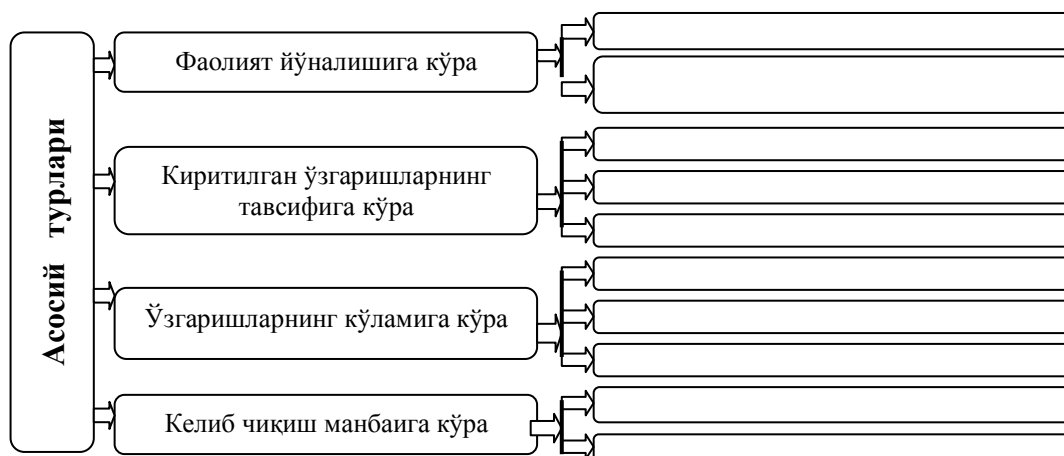 Асосий турлари
Фаолият йўналишига кўра
Киритилган ўзгаришларнинг
тавсифига кўра
Ўзгаришларнинг кўламига кўра
Келиб чиқиш манбаига кўра